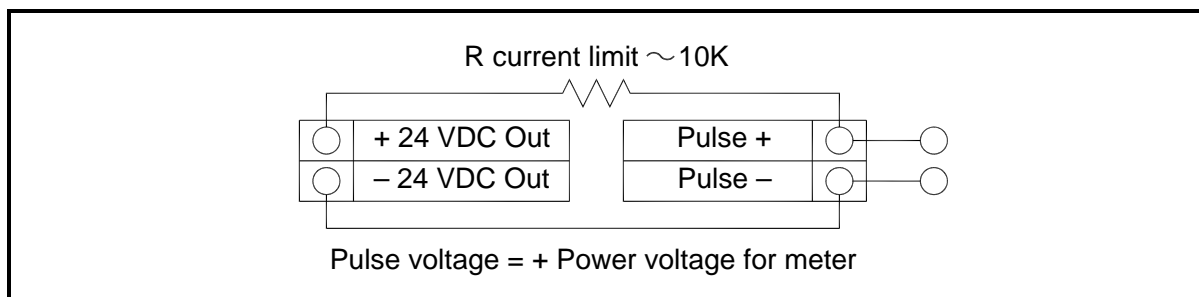 R current limit ～10K
+ 24 VDC Out
Pulse +
– 24 VDC Out
Pulse –
Pulse voltage = + Power voltage for meter